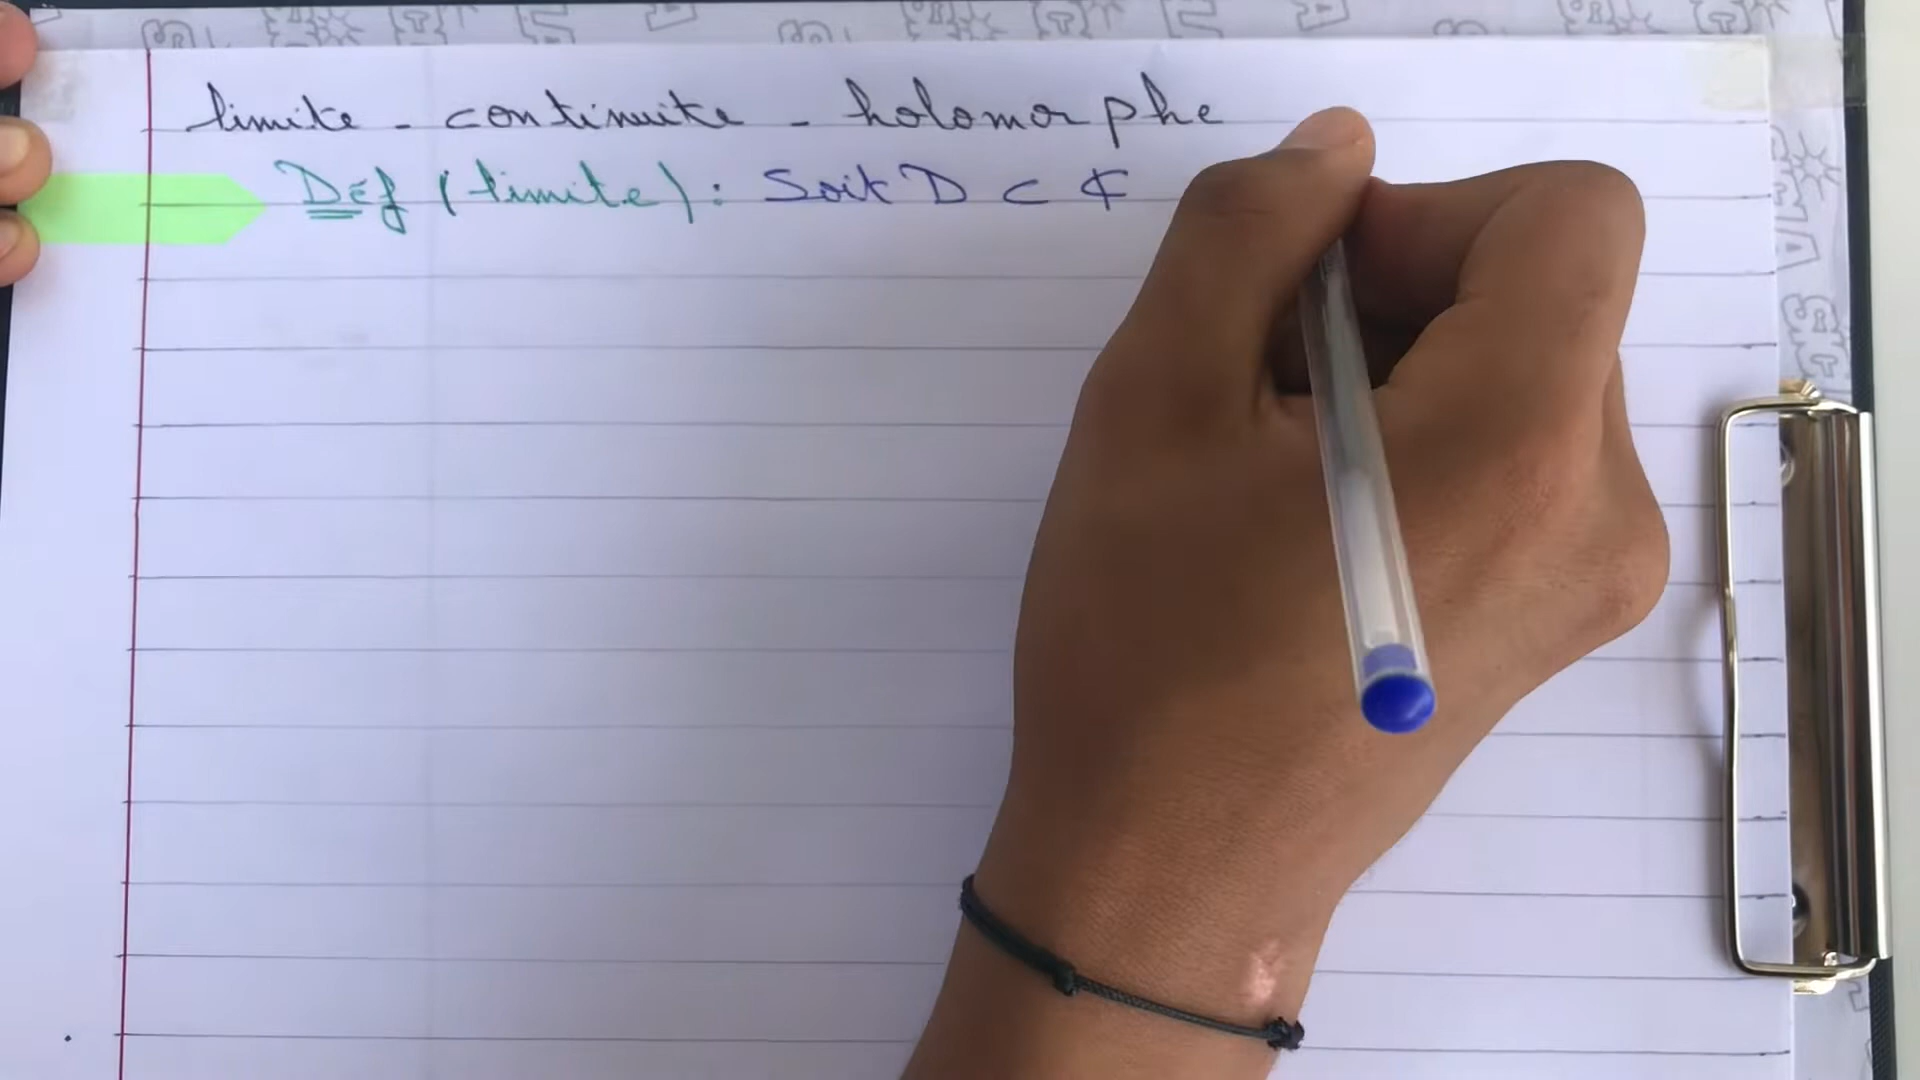 limite - continuite - holomorphe
Déf (limite) : Soit D ⊂ ℂ